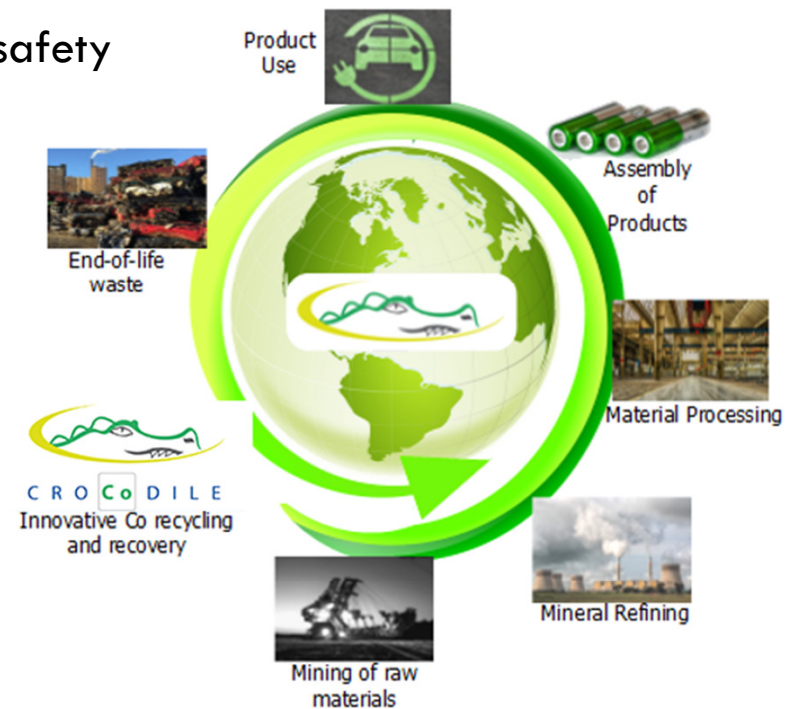 safety
Product
Use
Assembly
of
Products
End-of-life
waste
Material Processing
CROCoDILE
Innovative Co recycling
and recovery
Mineral Refining
Mining of raw
materials